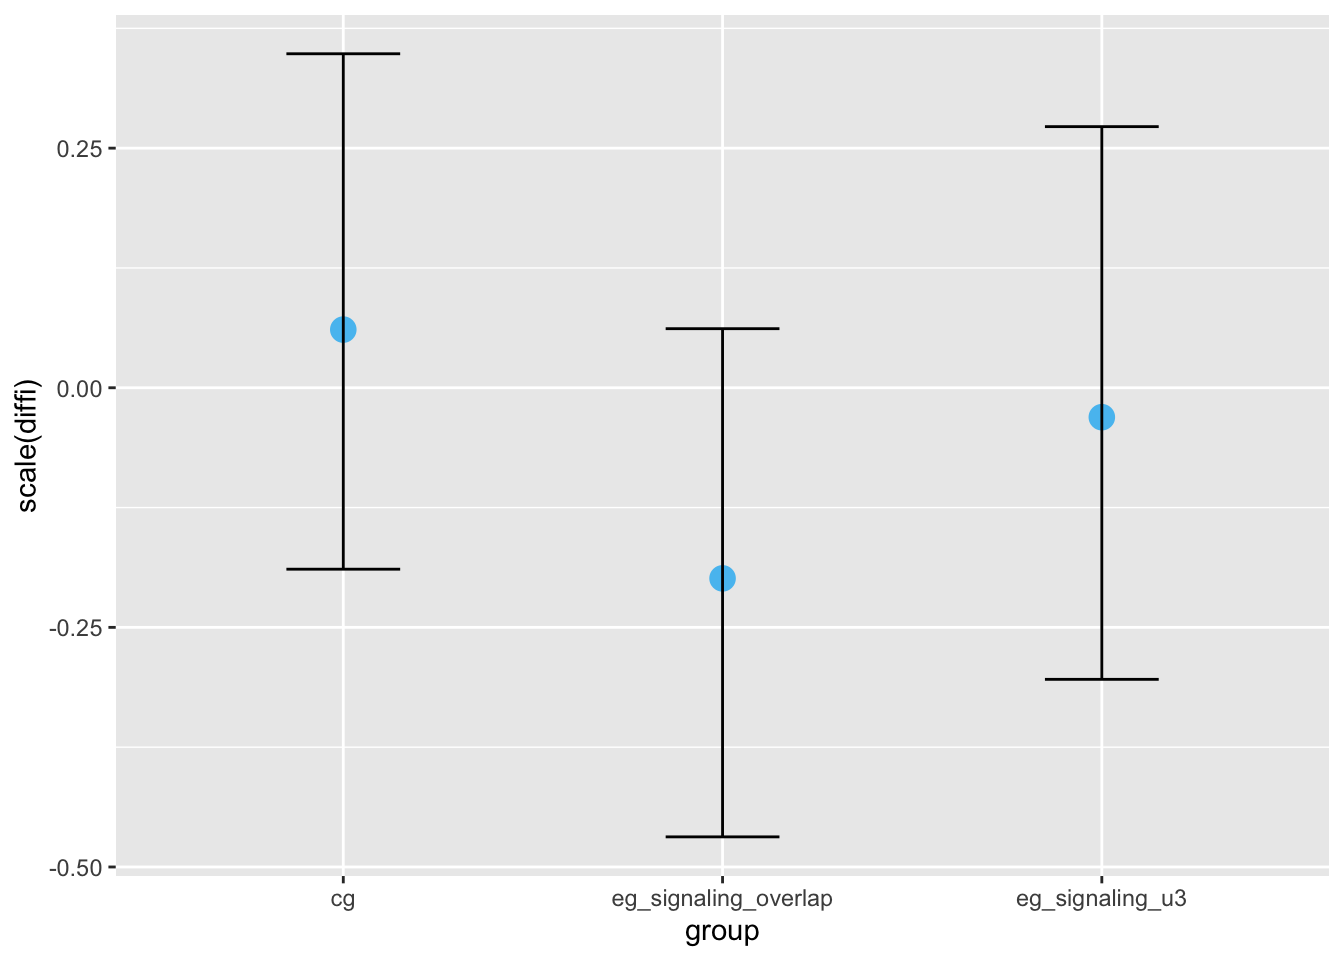 scale(diffi)
0.25
0.00
-0.25
-0.50
cg
eg_signaling_overlap
eg_signaling_u3
group